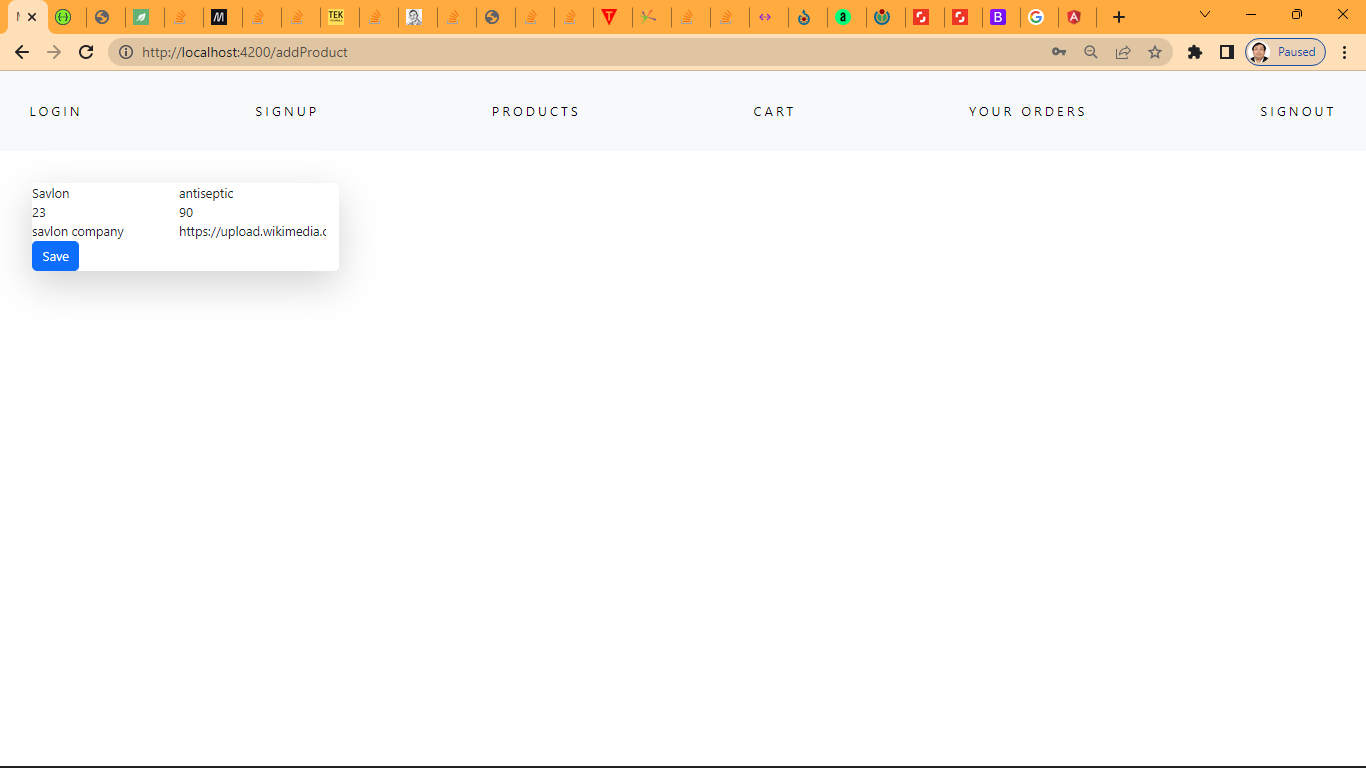 TEK
http://localhost:4200/addProduct
Paused
LOGIN SIGNUP PRODUCTS CART YOUR ORDERS SIGNOUT
Savlon antiseptic
23 90
savlon company https://upload.wikimedia.c
Save